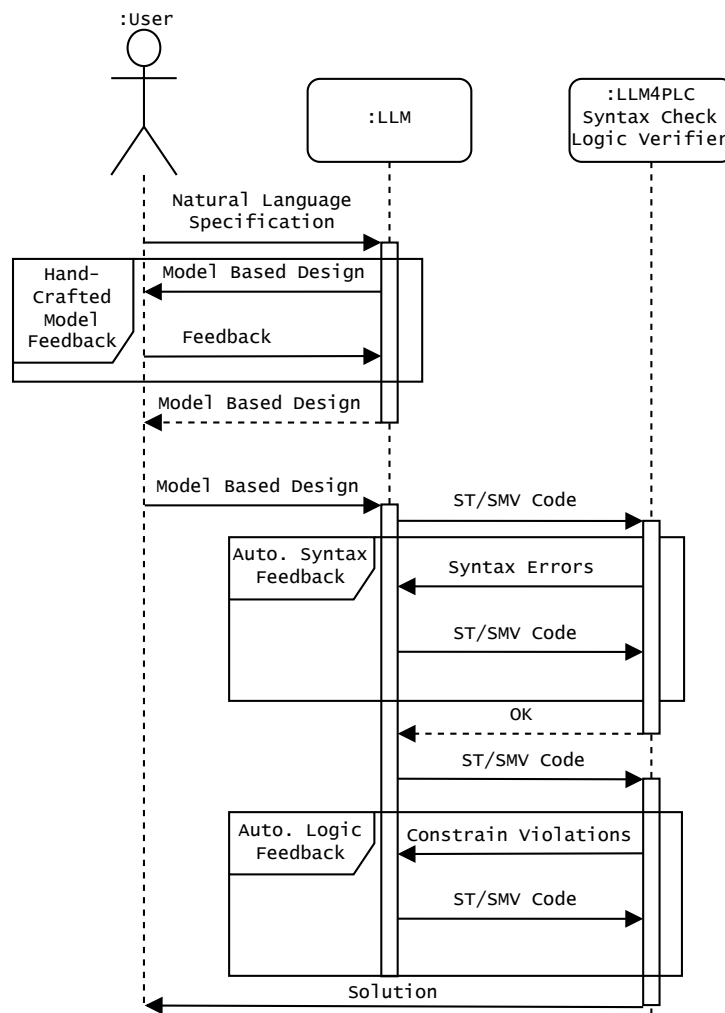 :User
:LLM
:LLM4PLC
Syntax Check
Logic Verifier
Natural Language
Specification
Hand-
Crafted
Model
Feedback
Model Based Design
Feedback
Model Based Design
Model Based Design
ST/SMV Code
Auto. Syntax
Feedback
Syntax Errors
ST/SMV Code
OK
ST/SMV Code
Auto. Logic
Feedback
Constrain Violations
ST/SMV Code
Solution